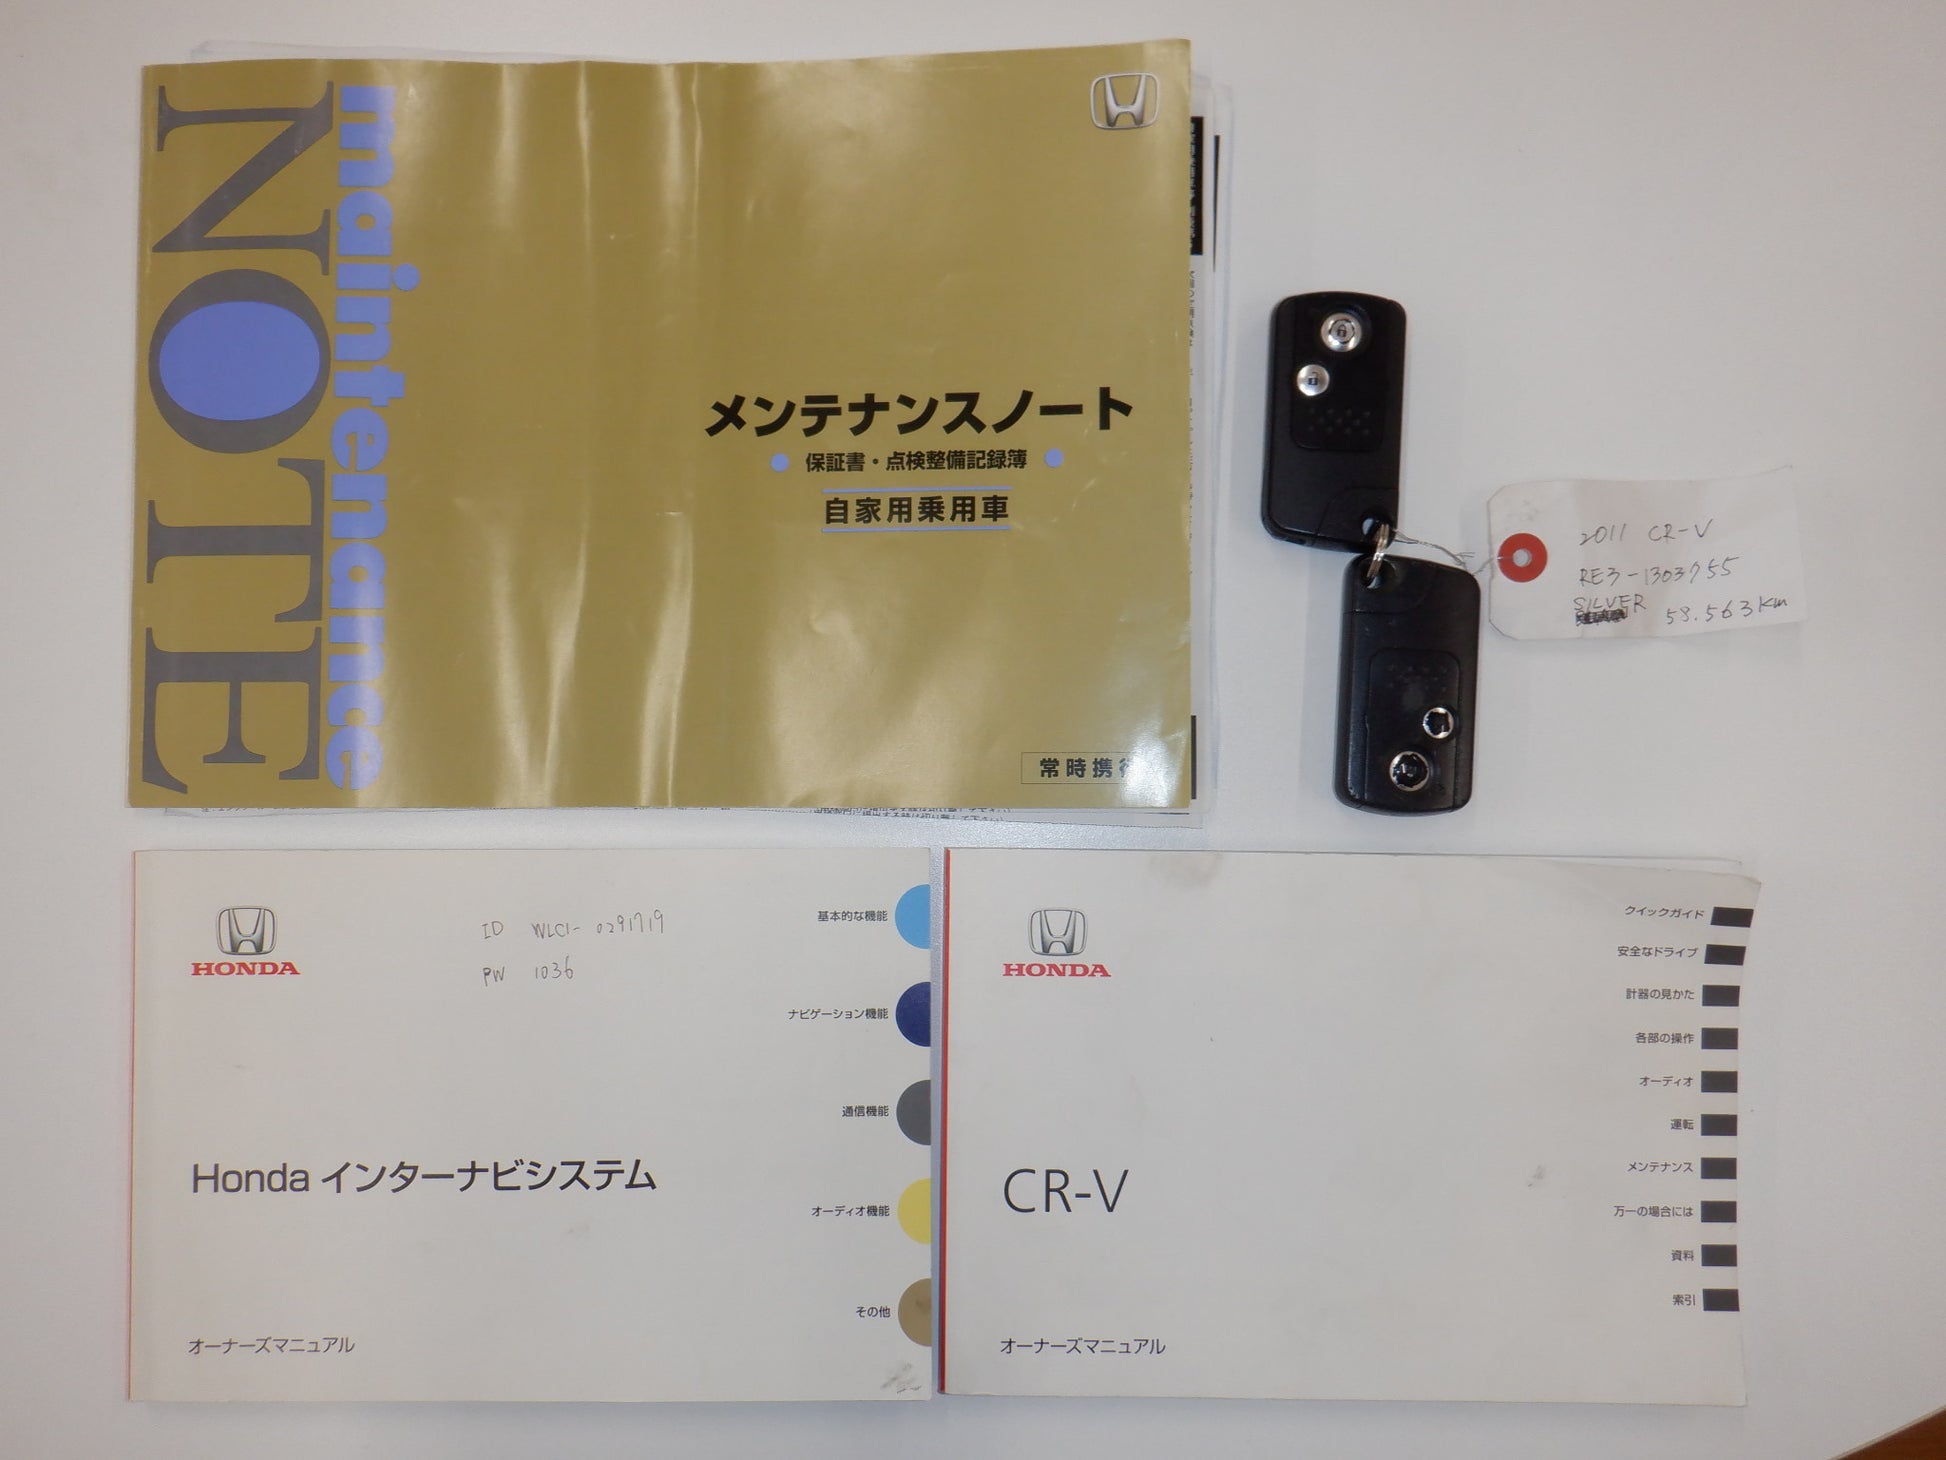 maintenance
NOTE
メンテナンスノート
保証書・点検整備記録簿
自家用乗用車
常時携
2011 CR-V
RE3-1303755
SILVER 58.563km
HONDA
ID WLC1-0291719
PW 1036
基本的な機能
ナビゲーション機能
通信機能
オーディオ機能
その他
Honda インターナビシステム
オーナーズマニュアル
HONDA
クイックガイド
安全なドライブ
計器の見かた
各部の操作
オーディオ
運転
メンテナンス
万一の場合には
資料
索引
CR-V
オーナーズマニュアル